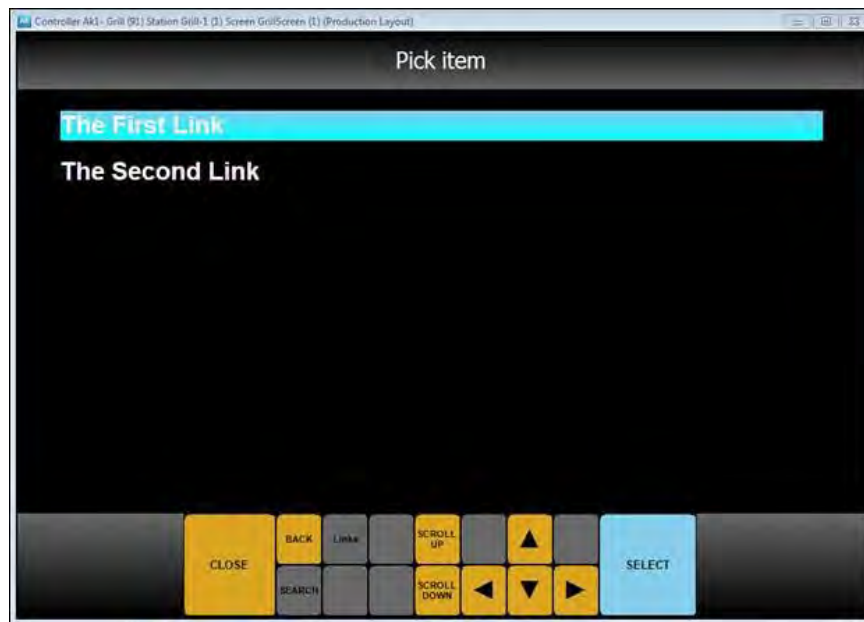 Controller Ak1- Grill (91) Station Grill-1 (1) Screen GrillScreen (1) (Production Layout)
Pick item
The First Link
The Second Link
CLOSE
BACK
Links
SCROLL
UP
SELECT
SEARCH
SCROLL
DOWN